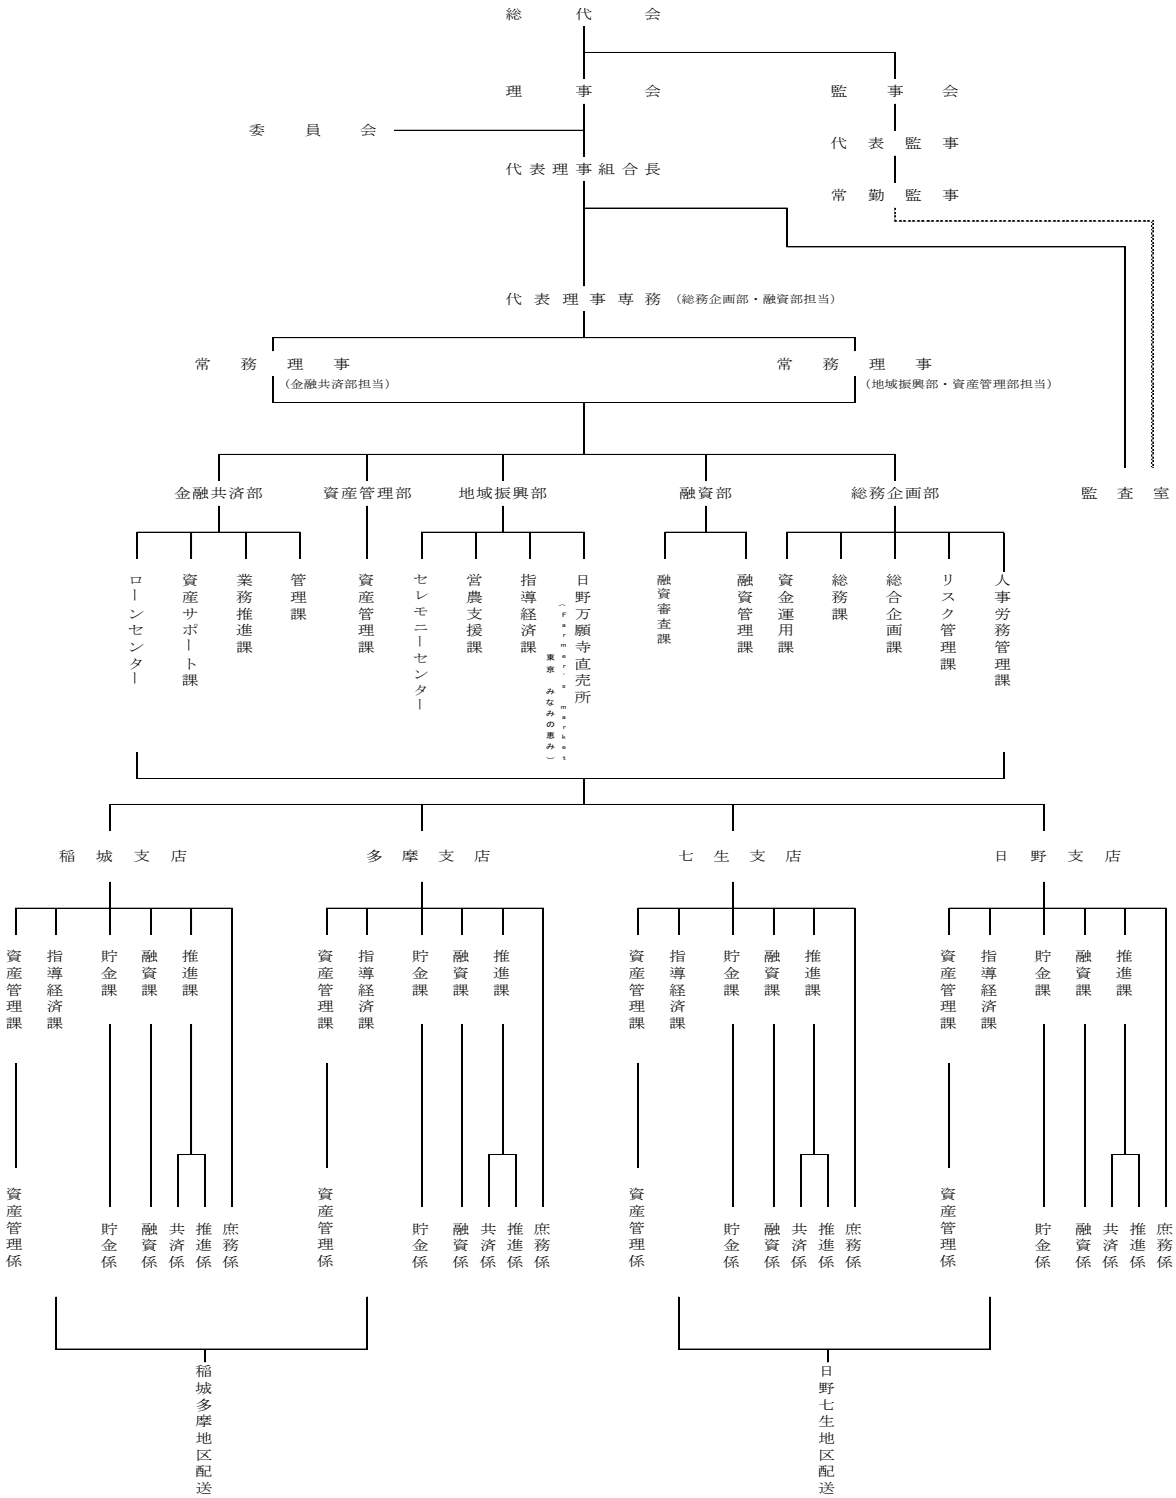 総代会
理事会
監事会
委員会
代表監事
代表理事組合長
常勤監事
代表理事専務
（総務企画部・融資部担当）
常務理事
（金融共済部担当）
常務理事
（地域振興部・資産管理部担当）
金融共済部
資産管理部
地域振興部
融資部
総務企画部
監査室
ローンセンター
資産サポート課
業務推進課
管理課
資産管理課
セレモニーセンター
営農支援課
指導経済課
日野万願寺直売所
（Farmer's market
東京 みなみの恵み）
融資審査課
融資管理課
資金運用課
総務課
総合企画課
リスク管理課
人事労務管理課
稲城支店
多摩支店
七生支店
日野支店
資産管理課
指導経済課
貯金課
融資課
推進課
資産管理課
指導経済課
貯金課
融資課
推進課
資産管理課
指導経済課
貯金課
融資課
推進課
資産管理課
指導経済課
貯金課
融資課
推進課
資産管理係
貯金係
融資係
共済係
推進係
庶務係
資産管理係
貯金係
融資係
共済係
推進係
庶務係
資産管理係
貯金係
融資係
共済係
推進係
庶務係
資産管理係
貯金係
融資係
共済係
推進係
庶務係
稲城多摩地区配送
日野七生地区配送